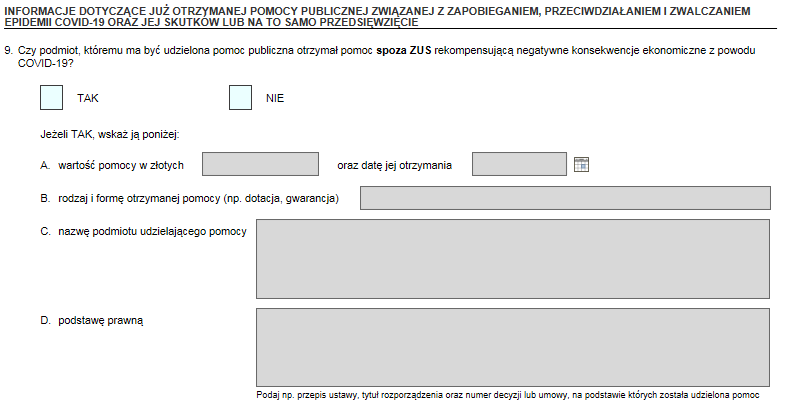 INFORMACJE DOTYCZĄCE JUŻ OTRZYMANEJ POMOCY PUBLICZNEJ ZWIĄZANEJ Z ZAPOBIEGANIEM, PRZECIWDZIAŁANIEM I ZWALCZANIEM
EPIDEMII COVID-19 ORAZ JEJ SKUTKÓW LUB NA TO SAMO PRZEDSIĘWZIĘCIE
9. Czy podmiot, któremu ma być udzielona pomoc publiczna otrzymał pomoc spoza ZUS rekompensującą negatywne konsekwencje ekonomiczne z powodu
COVID-19?
TAK NIE
Jeżeli TAK, wskaż ją poniżej:
A. wartość pomocy w złotych oraz datę jej otrzymania
B. rodzaj i formę otrzymanej pomocy (np. dotacja, gwarancja)
C. nazwę podmiotu udzielającego pomocy
D. podstawę prawną
Podaj np. przepis ustawy, tytuł rozporządzenia oraz numer decyzji lub umowy, na podstawie których została udzielona pomoc